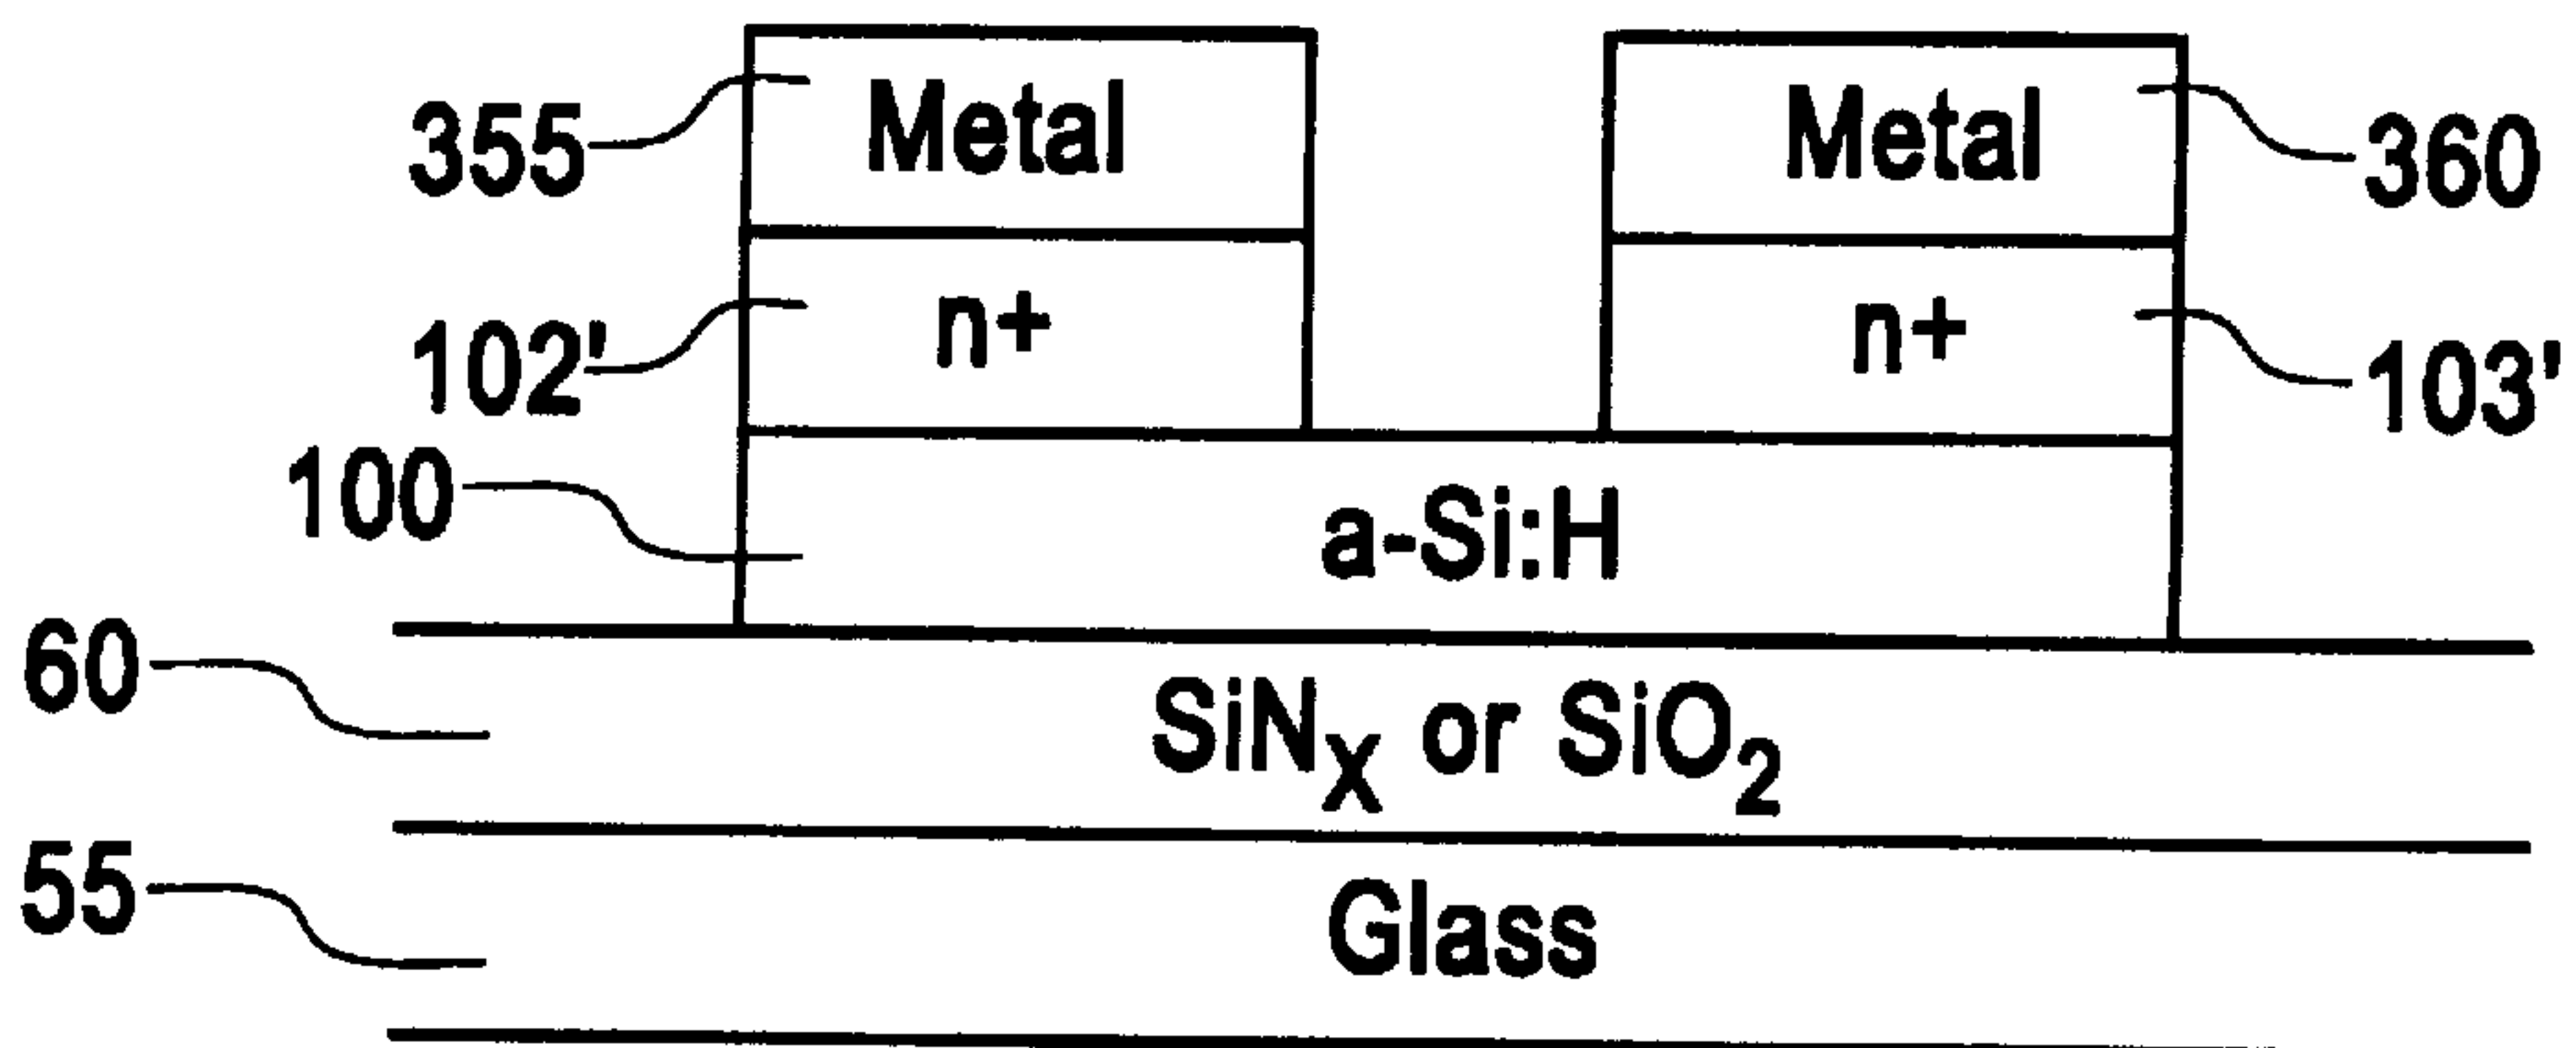 355 Metal Metal 360
102' n+ n+ 103'
100 a-Si:H
60 SiNX or SiO2
55 Glass